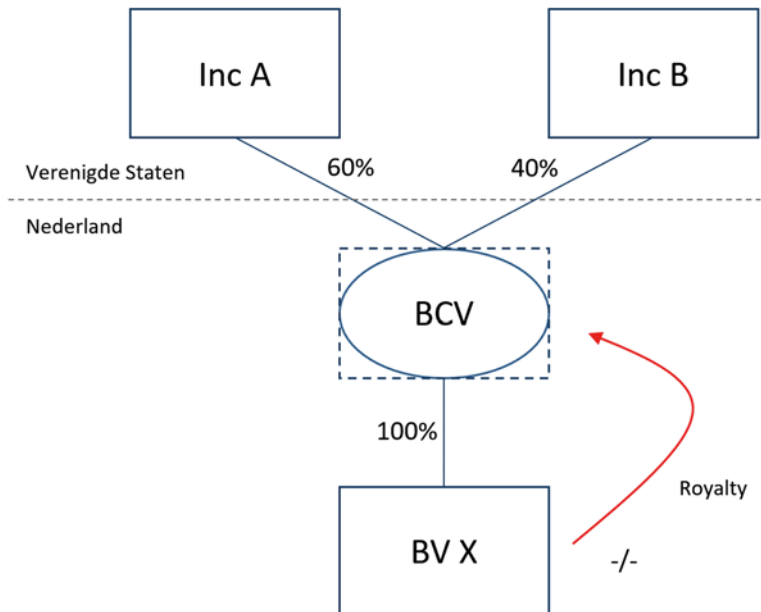 Inc A
Inc B
60%
40%
Verenigde Staten
Nederland
BCV
100%
Royalty
BV X
-/-